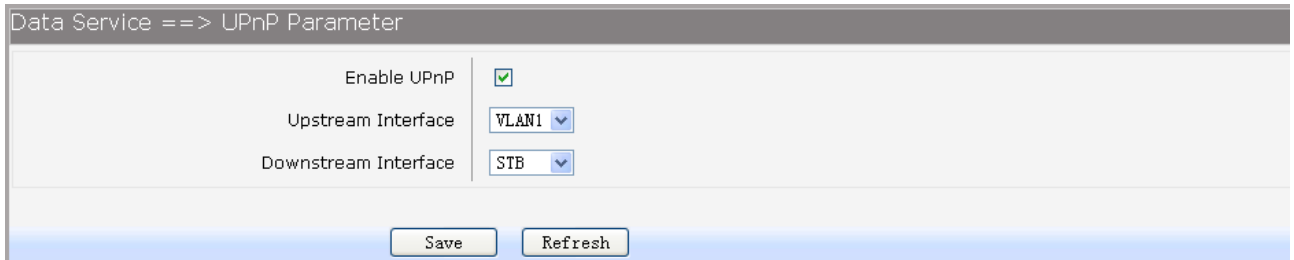 Data Service ==> UPnP Parameter
Enable UPnP
Upstream Interface VLAN1
Downstream Interface STB
Save Refresh